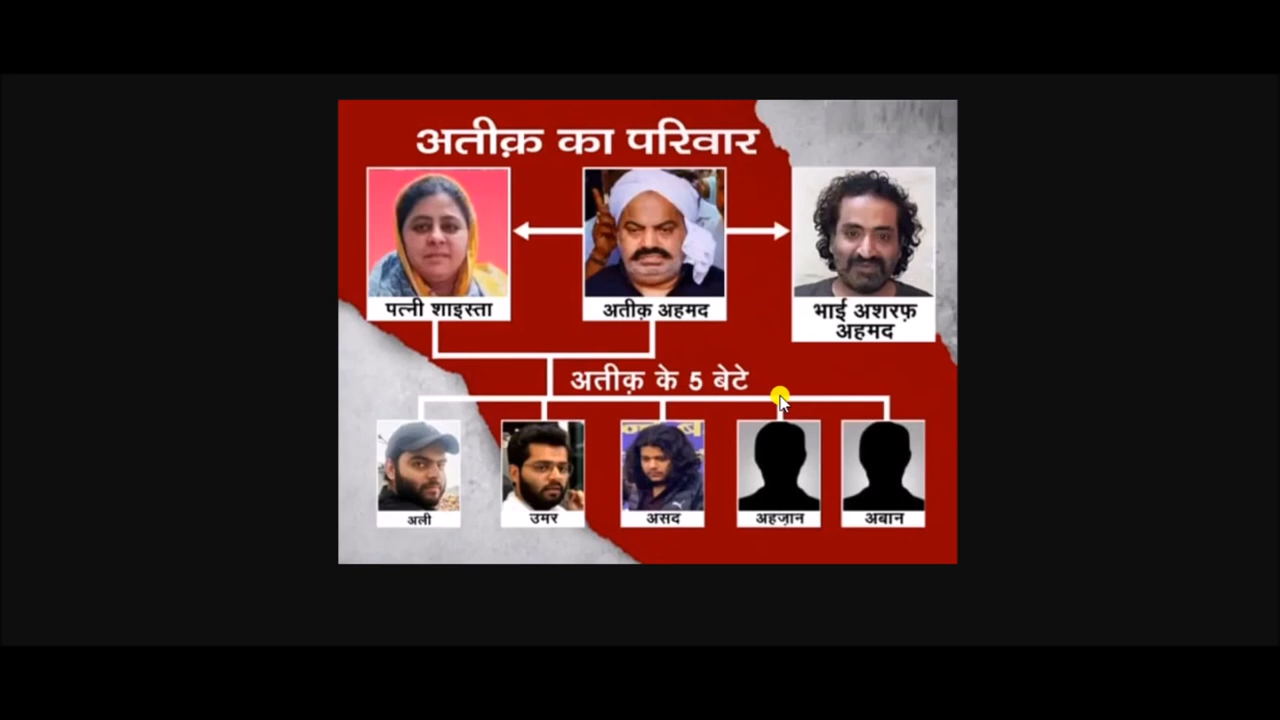 अतीक़ का परिवार
पत्नी शाइस्ता
अतीक़ अहमद
भाई अशरफ़
अहमद
अतीक़ के 5 बेटे
अली
उमर
असद
अहज़ान
अबान